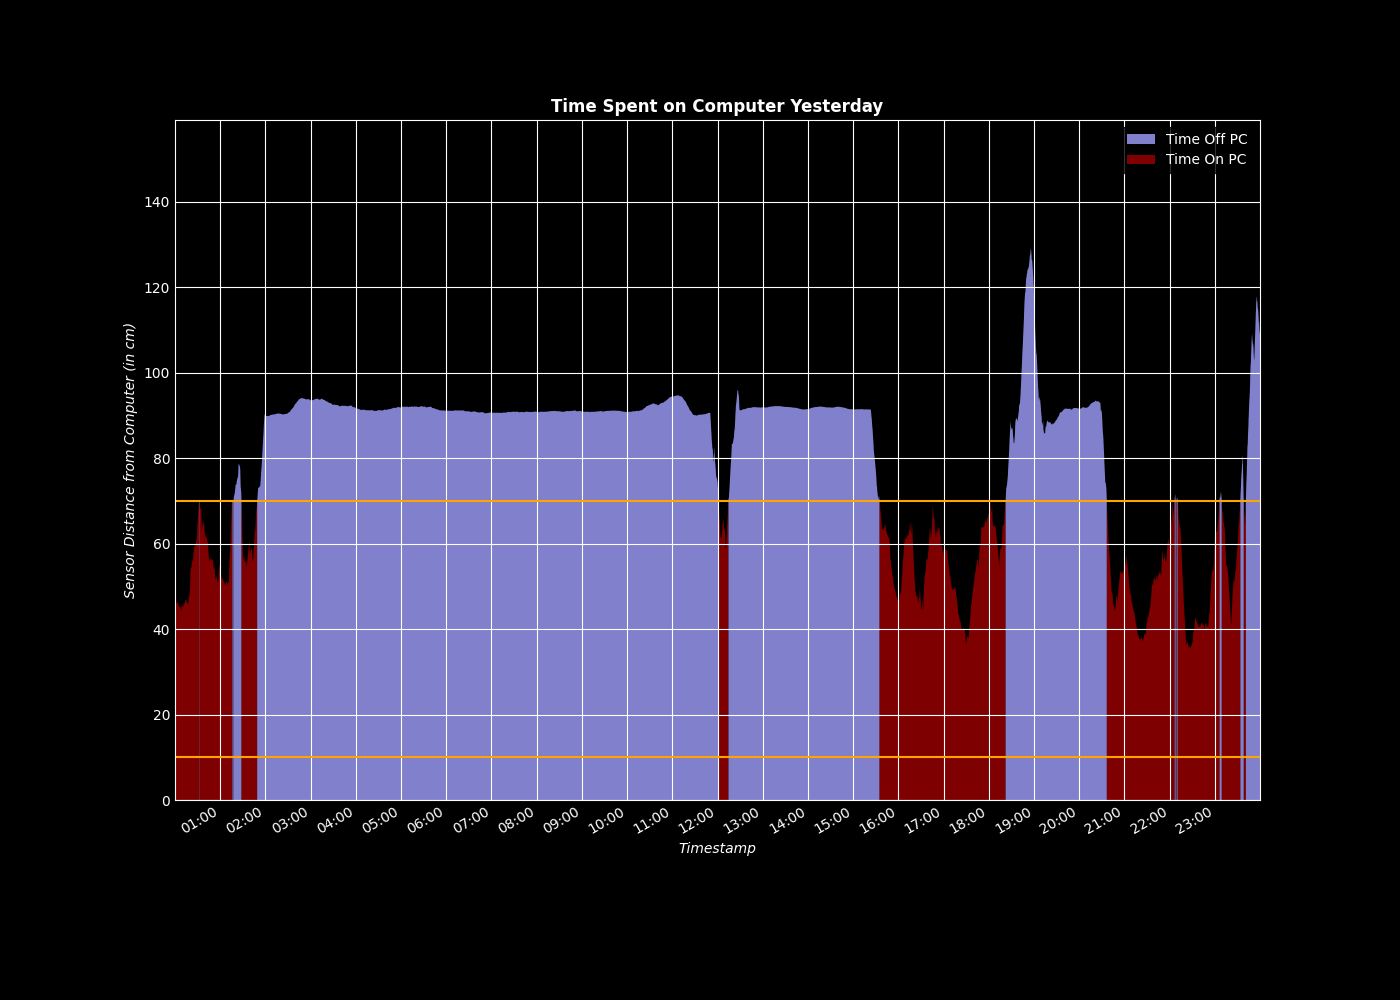 Time Spent on Computer Yesterday
Time Off PC
Time On PC
140
120
100
80
60
40
20
0
Sensor Distance from Computer (in cm)
01:00 02:00 03:00 04:00 05:00 06:00 07:00 08:00 09:00 10:00 11:00 12:00 13:00 14:00 15:00 16:00 17:00 18:00 19:00 20:00 21:00 22:00 23:00
Timestamp